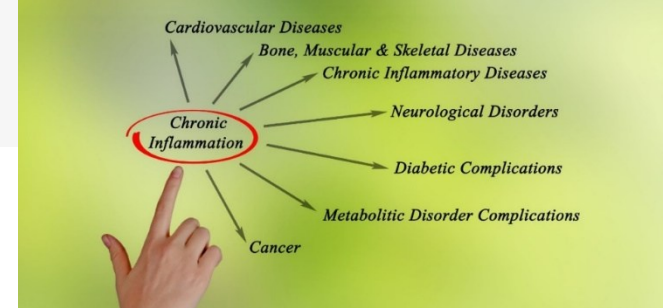 Cardiovascular Diseases
Bone, Muscular & Skeletal Diseases
Chronic Inflammatory Diseases
Chronic
Inflammation
Neurological Disorders
Diabetic Complications
Metabolitic Disorder Complications
Cancer